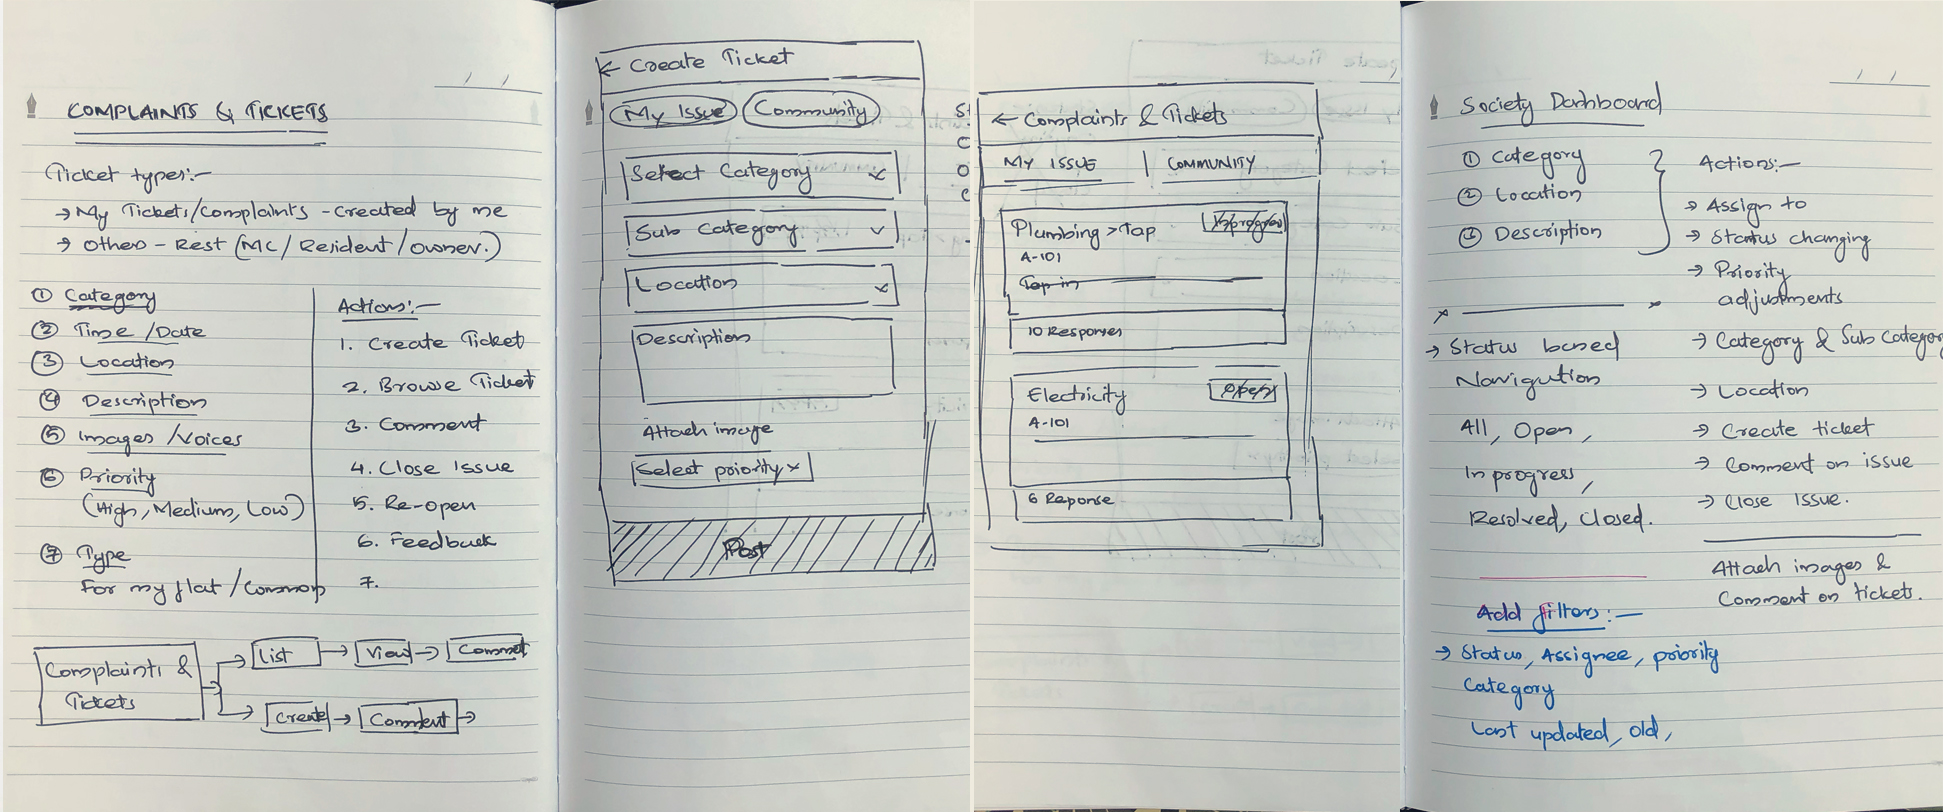 COMPLAINTS & TICKETS
Ticket types:-
→ My Tickets/Complaints - Created by me
→ Others - Rest (MC / Resident / owner.)
① Category
② Time / Date
③ Location
④ Description
⑤ Images / Voices
⑥ Priority
(High, Medium, Low)
⑦ Type
For my flat / Common
Actions:-
1. Create Ticket
2. Browse Ticket
3. Comment
4. Close Issue
5. Re-open
6. Feedback
7.
Complaints &
Tickets
List → View → Comment
Create → Comment →
← Create Ticket
My Issue Community
Select Category
Sub Category
Location
Description
Attach image
Select priority
Post
← Complaints & Tickets
MY ISSUE | COMMUNITY
Plumbing > Tap Inprogress
A-101
Tap in
10 Responses
Electricity Open
A-101
6 Reponse
Society Dashboard
① Category
② Location
③ Description
Actions:-
→ Assign to
→ Status changing
→ Priority
adjustments
→ Category & Sub Categor
→ Location
→ Create ticket
→ Comment on issue
→ Close Issue.
Attach images &
Comment on tickets.
→ Status based
Navigation
All, Open,
In progress,
Resolved, Closed.
Add filters:-
→ Status, Assignee, priority
Category
Last updated, old,